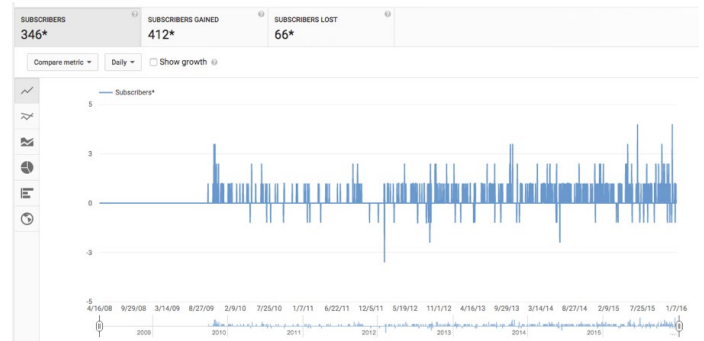 SUBSCRIBERS
346*
SUBSCRIBERS GAINED
412*
SUBSCRIBERS LOST
66*
Compare metric
Daily
Show growth
Subscribers*
5
3
0
-3
-5
4/16/08 9/29/08 3/14/09 8/27/09 2/9/10 7/25/10 1/7/11 6/22/11 12/5/11 5/19/12 11/1/12 4/16/13 9/29/13 3/14/14 8/27/14 2/9/15 7/25/15 1/7/16
2009 2010 2011 2012 2013 2014 2015